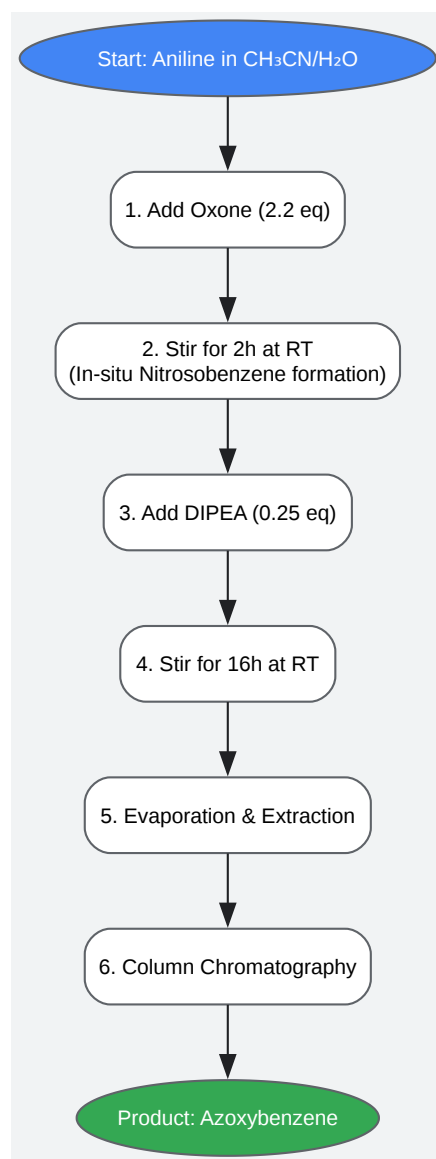 Start: Aniline in CH₃CN/H₂O
1. Add Oxone (2.2 eq)
2. Stir for 2h at RT
(In-situ Nitrosobenzene formation)
3. Add DIPEA (0.25 eq)
4. Stir for 16h at RT
5. Evaporation & Extraction
6. Column Chromatography
Product: Azoxybenzene